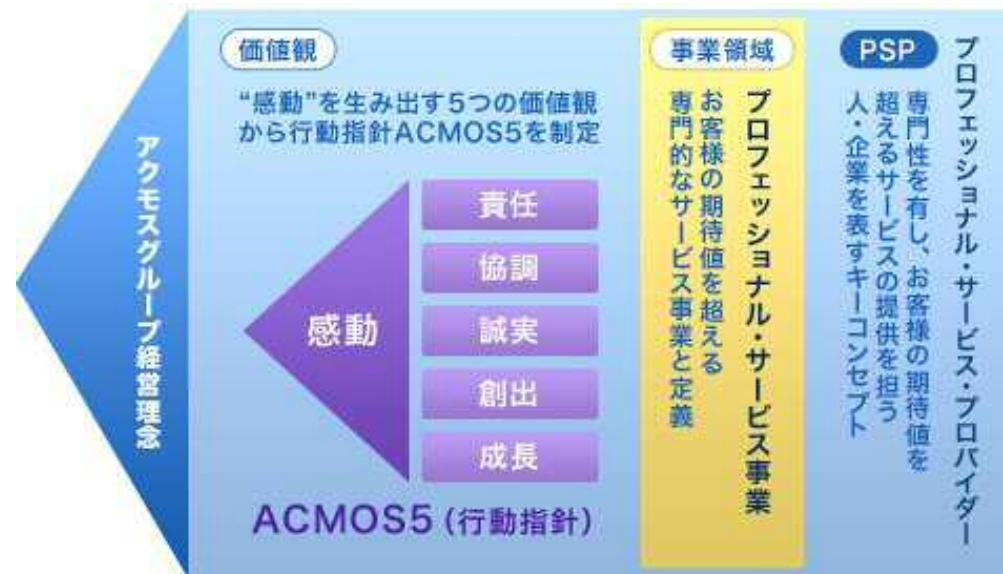 アクモスグループ経営理念
価値観
“感動”を生み出す5つの価値観
から行動指針ACMOS5を制定
感動
責任
協調
誠実
創出
成長
ACMOS5 (行動指針)
事業領域
プロフェッショナル・サービス事業
お客様の期待値を超える
専門的なサービス事業と定義
PSP
プロフェッショナル・サービス・プロバイダー
専門性を有し、お客様の期待値を
超えるサービスの提供を担う
人・企業を表すキーコンセプト